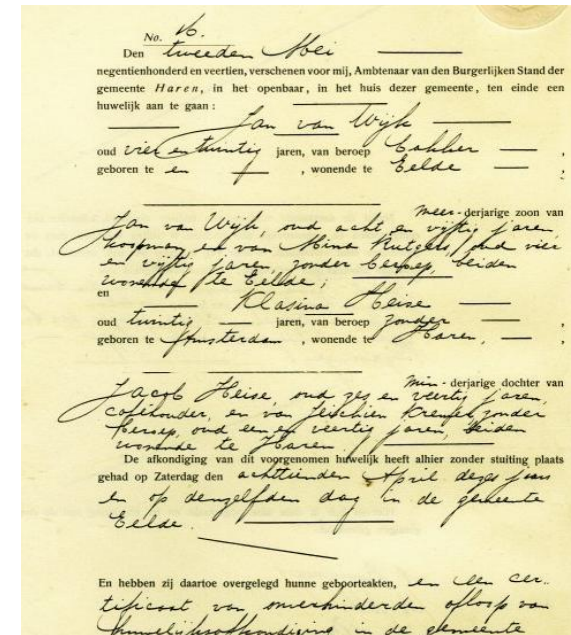 No. 16.
Den tweeden Mei
negentienhonderd en veertien, verschenen voor mij, Ambtenaar van den Burgerlijken Stand der
gemeente Haren, in het openbaar, in het huis dezer gemeente, ten einde een
huwelijk aan te gaan:
Jan van Wijk
oud vier en twintig jaren, van beroep bakker,
geboren te en, wonende te Eelde;
meer-derjarige zoon van
Jan van Wijk, oud acht en vijftig jaren,
koopman en van Mina Rutgers, oud vier
en vijftig jaren, zonder beroep, beiden
wonende te Eelde;
en
Klasina Heise
oud twintig jaren, van beroep zonder,
geboren te Amsterdam, wonende te Haren,
min-derjarige dochter van
Jacob Heise, oud zes en veertig jaren,
caféhouder, en van zonder
beroep, oud een en veertig jaren, beiden
wonende te Haren.
De afkondiging van dit voorgenomen huwelijk heeft alhier zonder stuiting plaats
gehad op Zaterdag den achttienden April dezes jaars
en op denzelfden dag in de gemeente
Eelde.
En hebben zij daartoe overgelegd hunne geboorteakten, en een cer-
tificaat van onverhinderden afloop van
huwelijksafkondiging in de gemeente